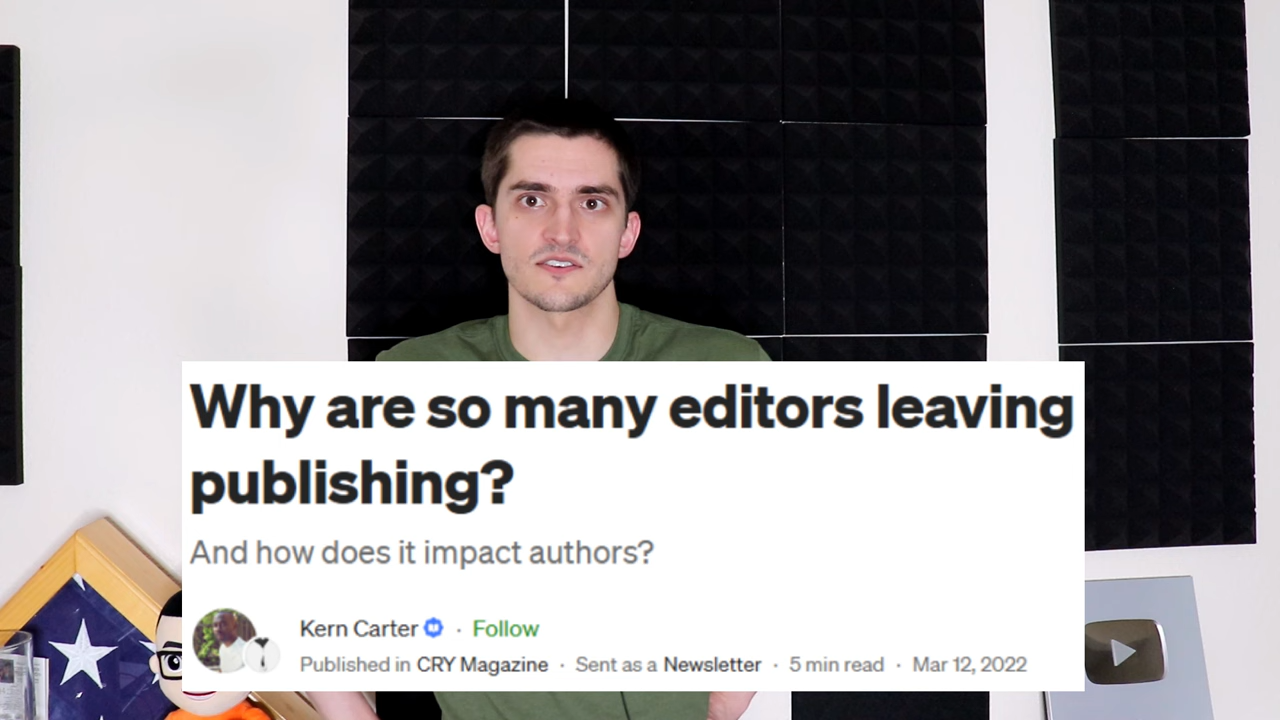 Why are so many editors leaving
publishing?
And how does it impact authors?
Kern Carter · Follow
Published in CRY Magazine · Sent as a Newsletter · 5 min read · Mar 12, 2022